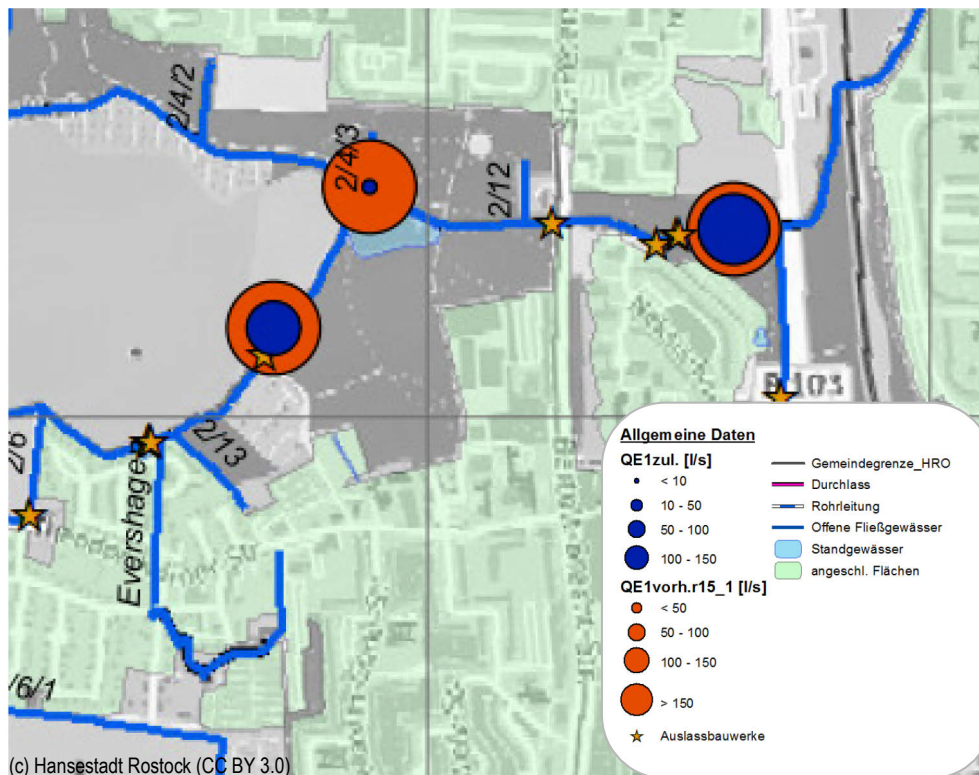 2/4/2
2/4/3
2/12
B 103
2/13
2/6
Evershage
/6/1
Allgemeine Daten
QE1zul. [l/s]
< 10
10 - 50
50 - 100
100 - 150
QE1vorh.r15_1 [l/s]
< 50
50 - 100
100 - 150
> 150
Auslassbauwerke
Gemeindegrenze_HRO
Durchlass
Rohrleitung
Offene Fließgewässer
Standgewässer
angeschl. Flächen
(c) Hansestadt Rostock (CC BY 3.0)